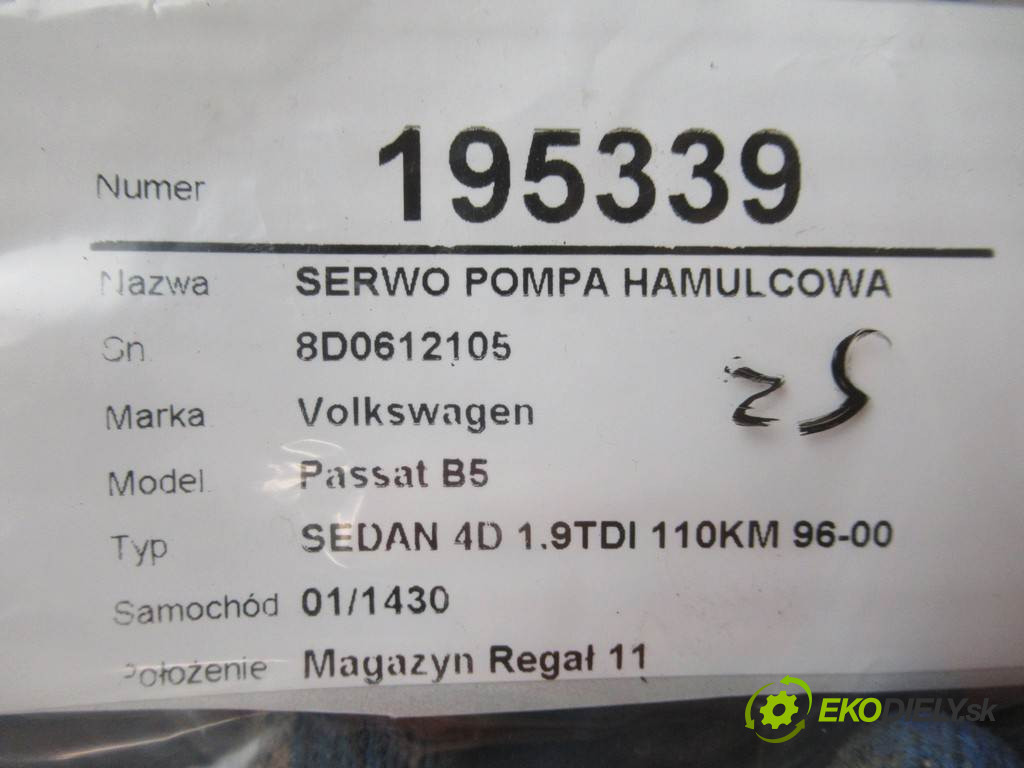 Numer 195339
Nazwa SERWO POMPA HAMULCOWA
Sn 8D0612105
Marka Volkswagen
Model Passat B5
Typ SEDAN 4D 1.9TDI 110KM 96-00
Samochód 01/1430
Położenie Magazyn Regał 11
25
EKODIELY.sk